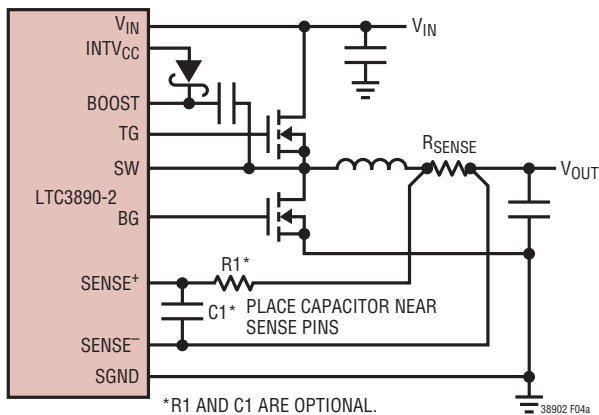 VIN
INTVCC
BOOST
TG
SW
LTC3890-2
BG
SENSE+
SENSE–
SGND
VIN
RSENSE
VOUT
R1*
C1*
PLACE CAPACITOR NEAR
SENSE PINS
*R1 AND C1 ARE OPTIONAL.
38902 F04a